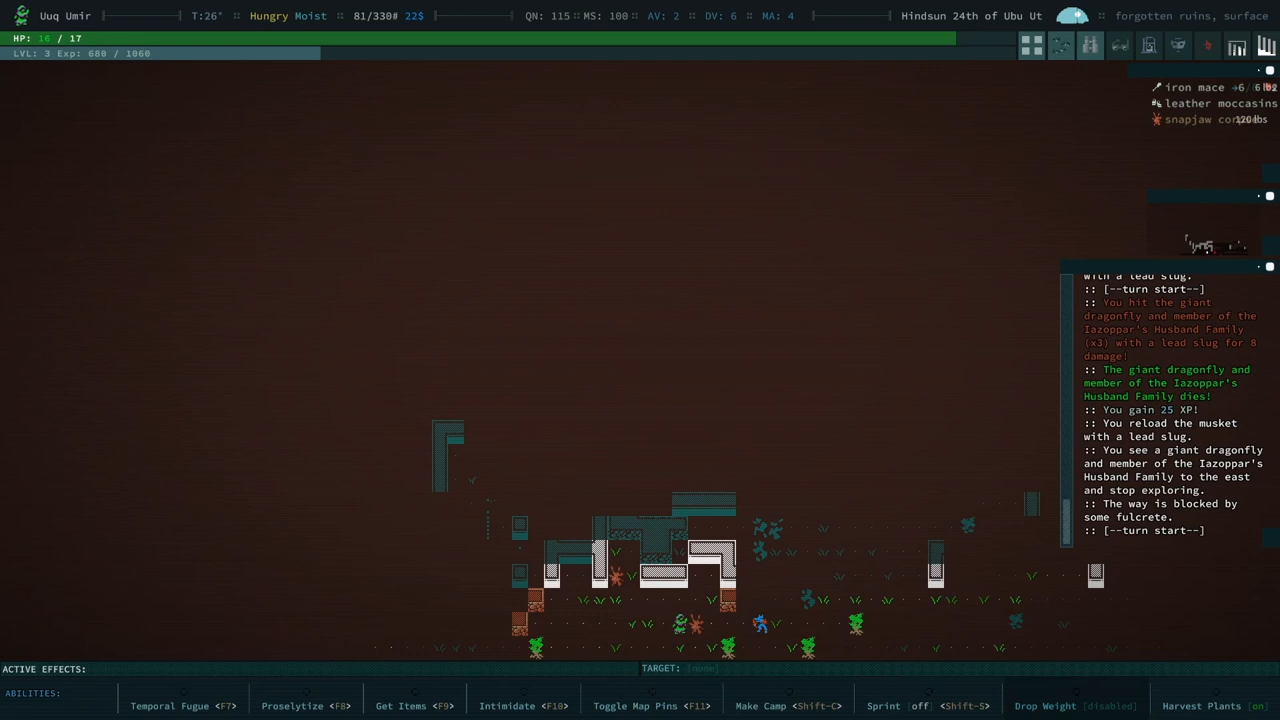 Uuq Umir T:26° Hungry Moist 81/330# 22$ QN: 115 MS: 100 AV: 2 DV: 6 MA: 4 Hindsun 24th of Ubu Ut forgotten ruins, surface
HP: 16 / 17
LVL: 3 Exp: 680 / 1060
iron mace
leather moccasins
snapjaw
with a lead slug.
:: [--turn start--]
:: You hit the giant
dragonfly and member of the
Iazoppar's Husband Family
(x3) with a lead slug for 8
damage!
:: The giant dragonfly and
member of the Iazoppar's
Husband Family dies!
:: You gain 25 XP!
:: You reload the musket
with a lead slug.
:: You see a giant dragonfly
and member of the Iazoppar's
Husband Family to the east
and stop exploring.
:: The way is blocked by
some fulcrete.
:: [--turn start--]
ACTIVE EFFECTS: TARGET: [none]
ABILITIES: Temporal Fugue <F7> Proselytize <F8> Get Items <F9> Intimidate <F10> Toggle Map Pins <F11> Make Camp <Shift-C> Sprint [off] <Shift-S> Drop Weight [disabled] Harvest Plants [on]